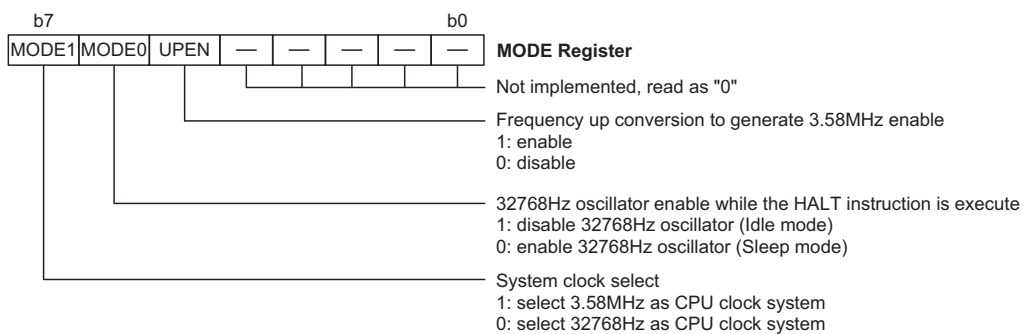 b7 b0
MODE1 MODE0 UPEN — — — — — MODE Register
Not implemented, read as "0"
Frequency up conversion to generate 3.58MHz enable
1: enable
0: disable
32768Hz oscillator enable while the HALT instruction is execute
1: disable 32768Hz oscillator (Idle mode)
0: enable 32768Hz oscillator (Sleep mode)
System clock select
1: select 3.58MHz as CPU clock system
0: select 32768Hz as CPU clock system